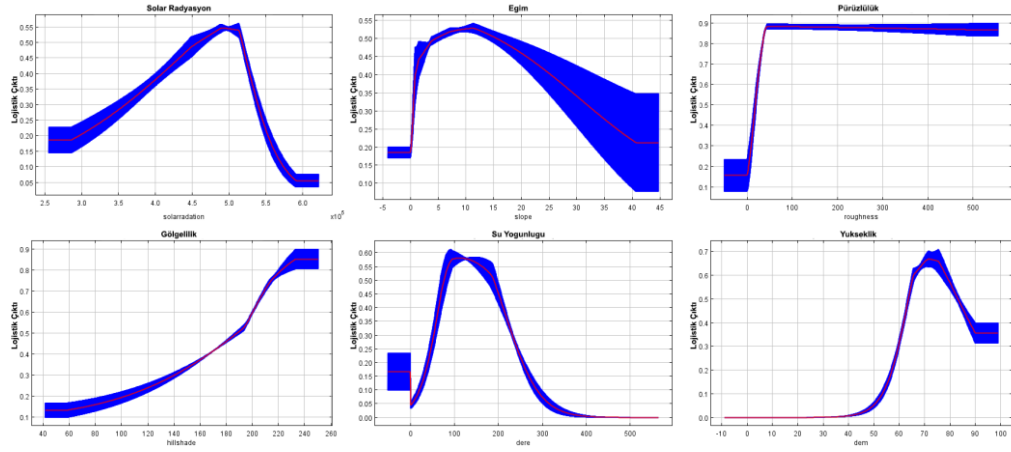 Solar Radyasyon
Lojistik Çıktı
0.55
0.50
0.45
0.40
0.35
0.30
0.25
0.20
0.15
0.10
0.05
2.5 3.0 3.5 4.0 4.5 5.0 5.5 6.0
solarradation x10⁵
Egim
Lojistik Çıktı
0.50
0.45
0.40
0.35
0.30
0.25
0.20
0.15
0.10
-5 0 5 10 15 20 25 30 35 40 45
slope
Pürüzlülük
Lojistik Çıktı
0.9
0.8
0.7
0.6
0.5
0.4
0.3
0.2
0.1
0 100 200 300 400 500
roughness
Gölgelilik
Lojistik Çıktı
0.9
0.8
0.7
0.6
0.5
0.4
0.3
0.2
0.1
40 60 80 100 120 140 160 180 200 220 240 260
hillshade
Su Yogunlugu
Lojistik Çıktı
0.60
0.55
0.50
0.45
0.40
0.35
0.30
0.25
0.20
0.15
0.10
0.05
0.00
0 100 200 300 400 500
dere
Yukseklik
Lojistik Çıktı
0.7
0.6
0.5
0.4
0.3
0.2
0.1
0.0
-10 0 10 20 30 40 50 60 70 80 90 100
dem